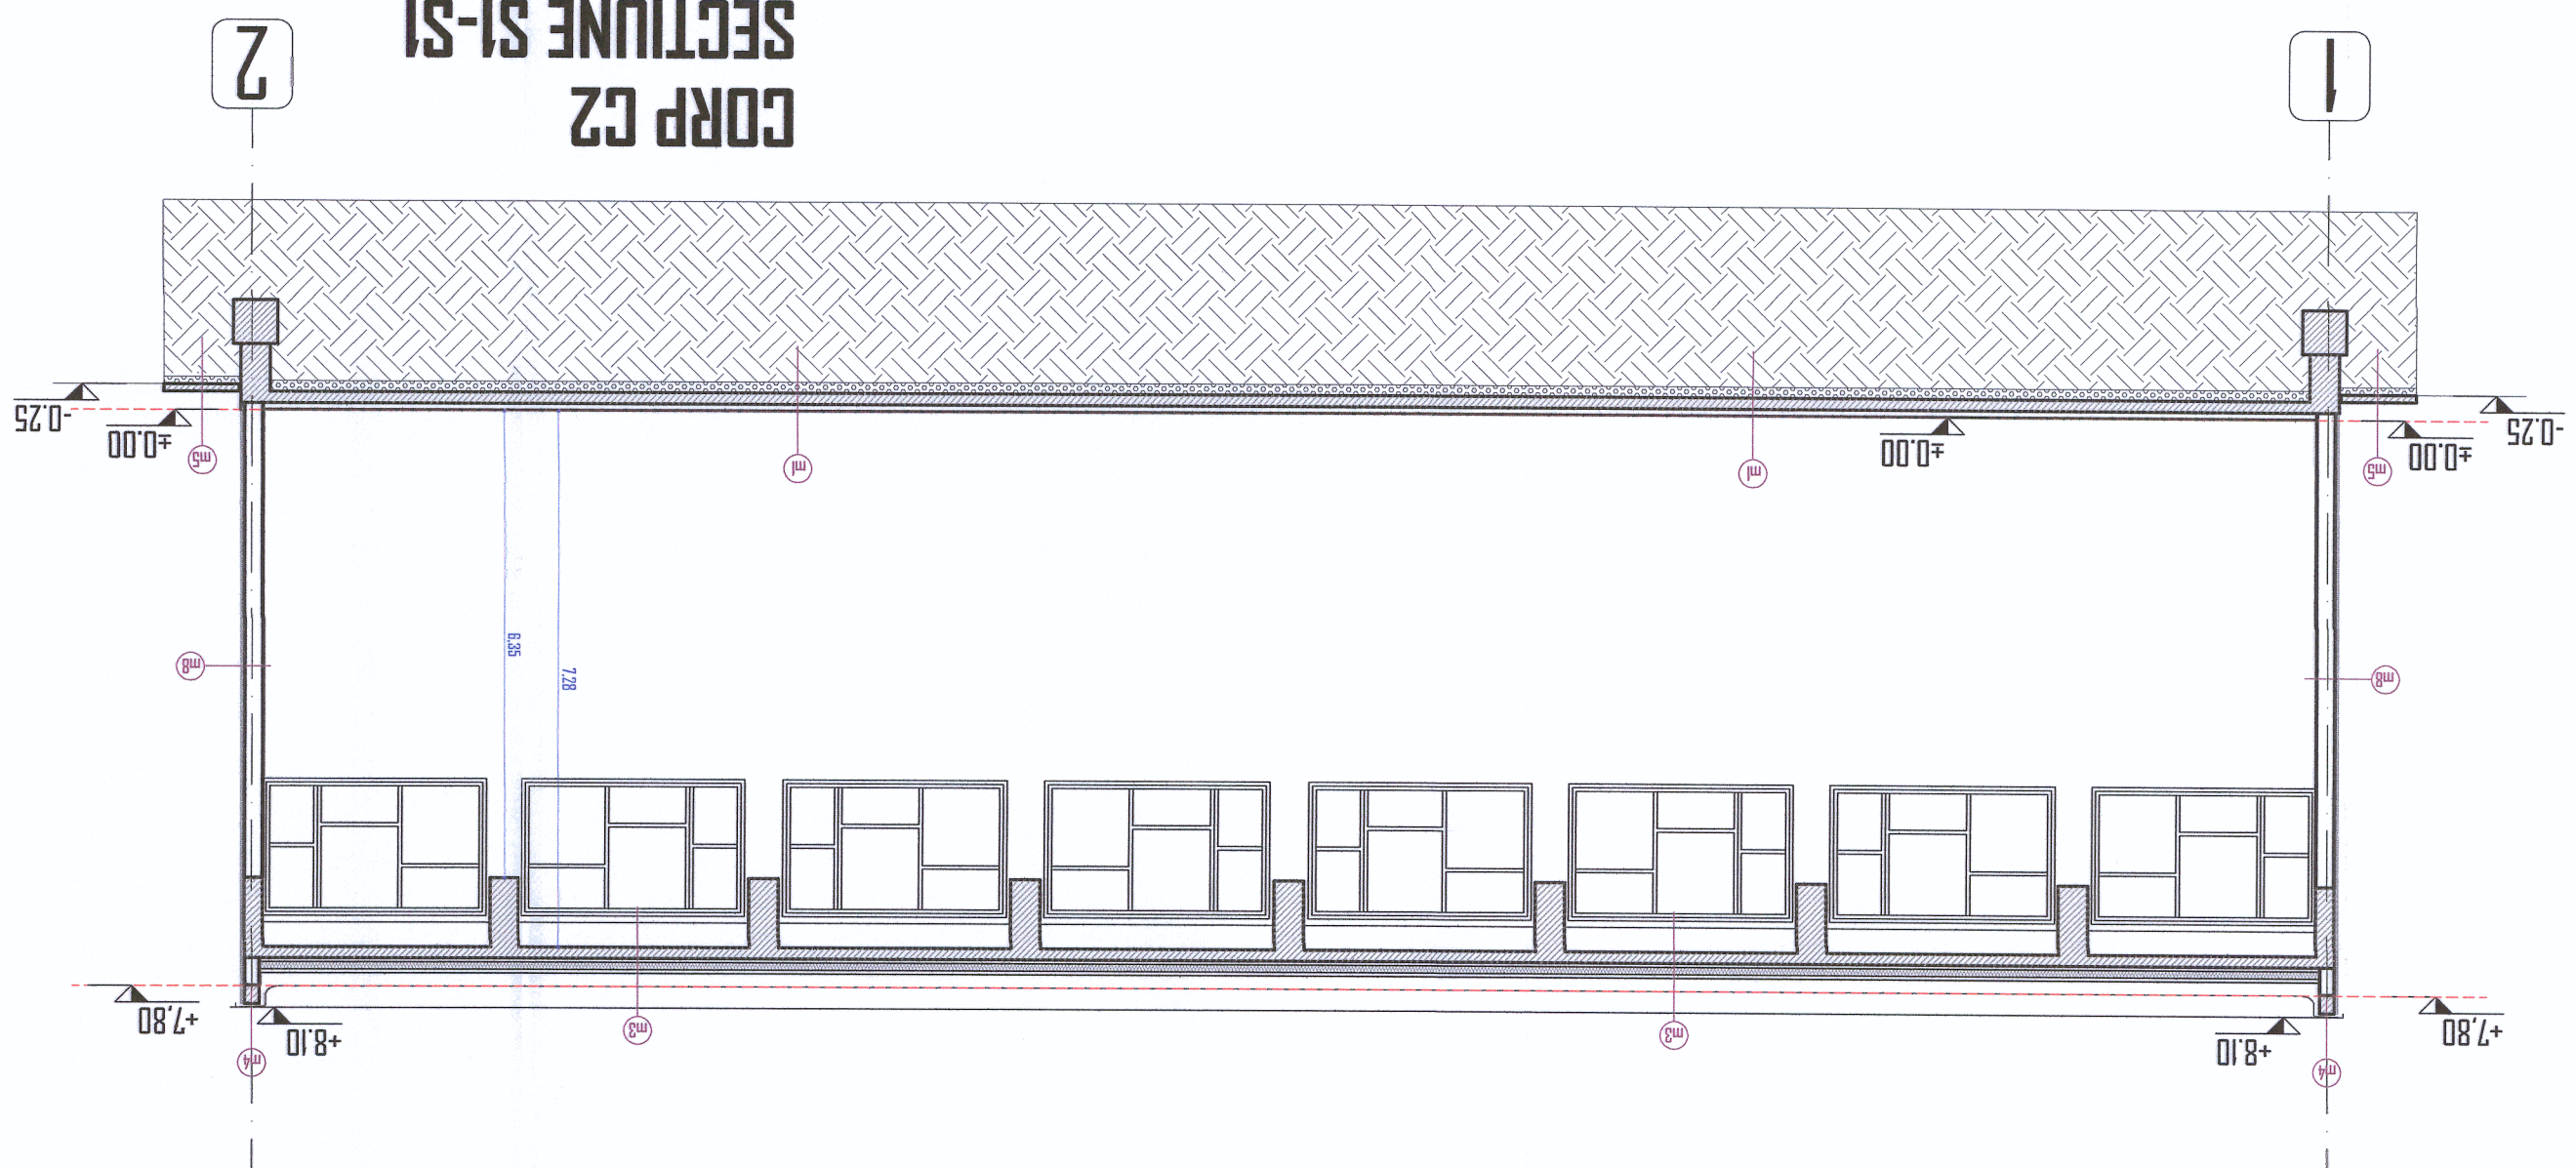 m4
m4
+8.10
m3
m3
+8.10
+7,80
+7,80
m8
7.28
6.35
m8
m5
m1
m1
m5
-0.25
±0.00
±0.00
±0.00
-0.25
CORP C2
SECTIUNE S1-S1
1
2